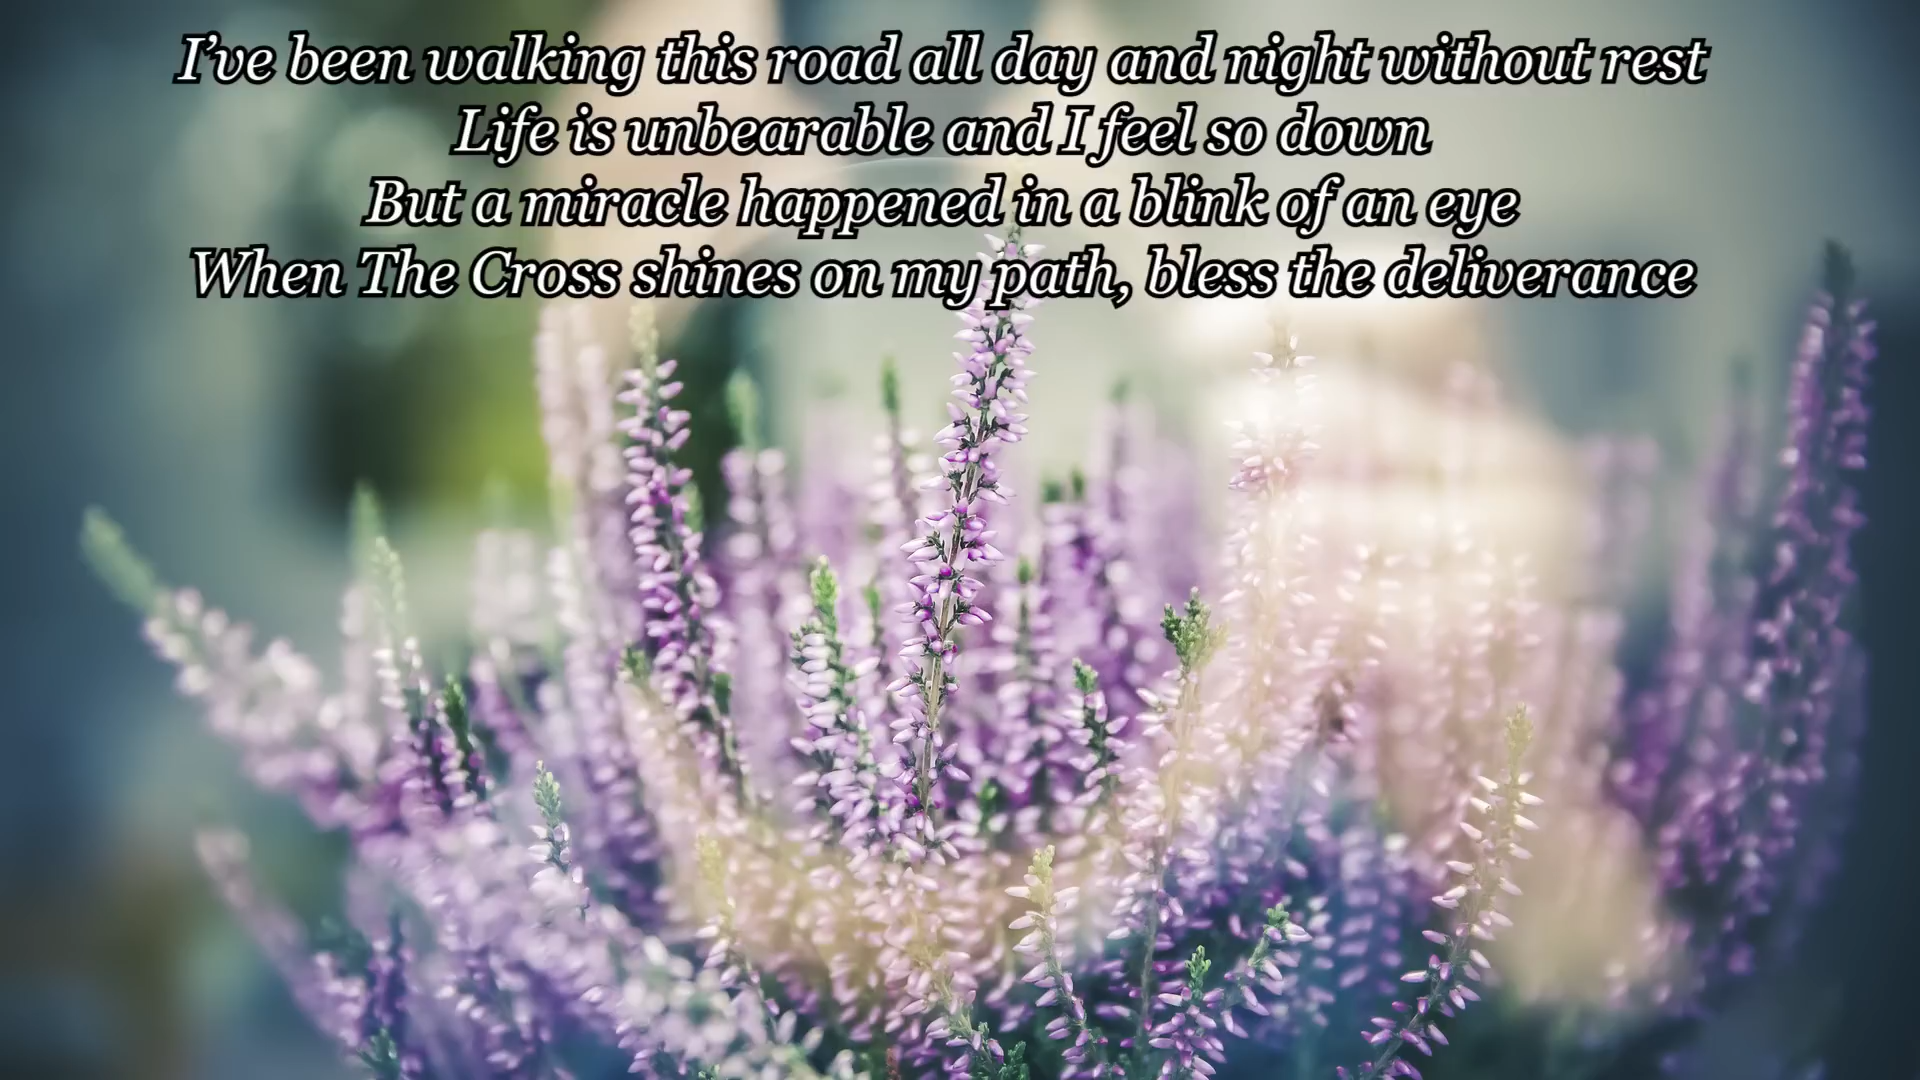 I’ve been walking this road all day and night without rest
Life is unbearable and I feel so down
But a miracle happened in a blink of an eye
When The Cross shines on my path, bless the deliverance